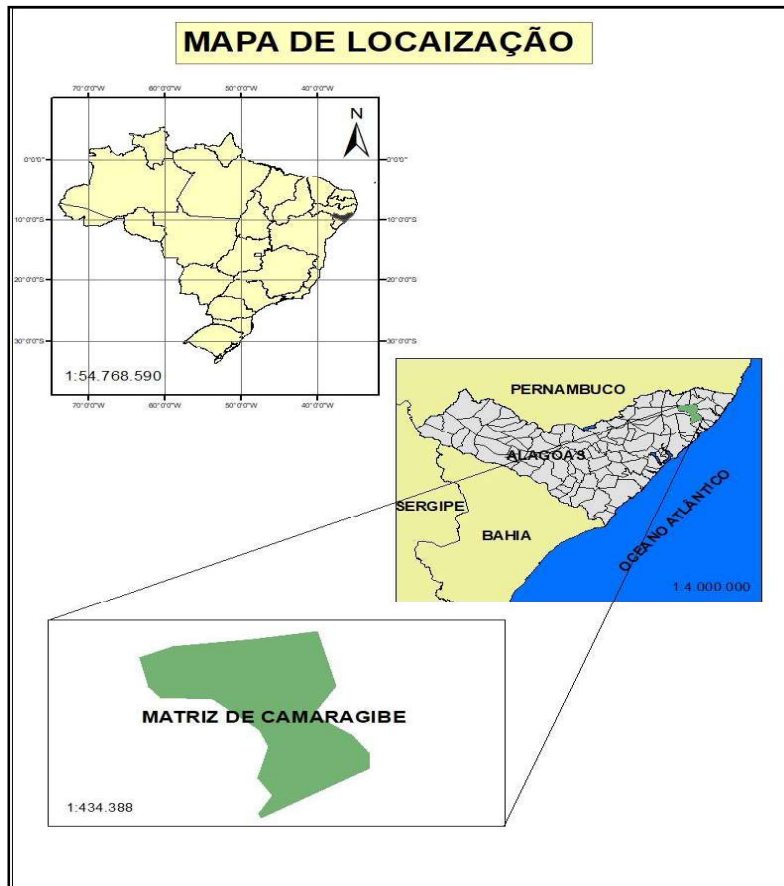 MAPA DE LOCAIZAÇÃO
70°0'0"W 60°0'0"W 50°0'0"W 40°0'0"W
N
0°0'0" 0°0'0"S
10°0'0"S 10°0'0"S
20°0'0"S 20°0'0"S
30°0'0"S 30°0'0"S
1:54.768.590
70°0'0"W 60°0'0"W 50°0'0"W 40°0'0"W
PERNAMBUCO
ALAGOAS
SERGIPE
BAHIA
OCEANO ATLÂNTICO
1:4.000.000
MATRIZ DE CAMARAGIBE
1:434.388